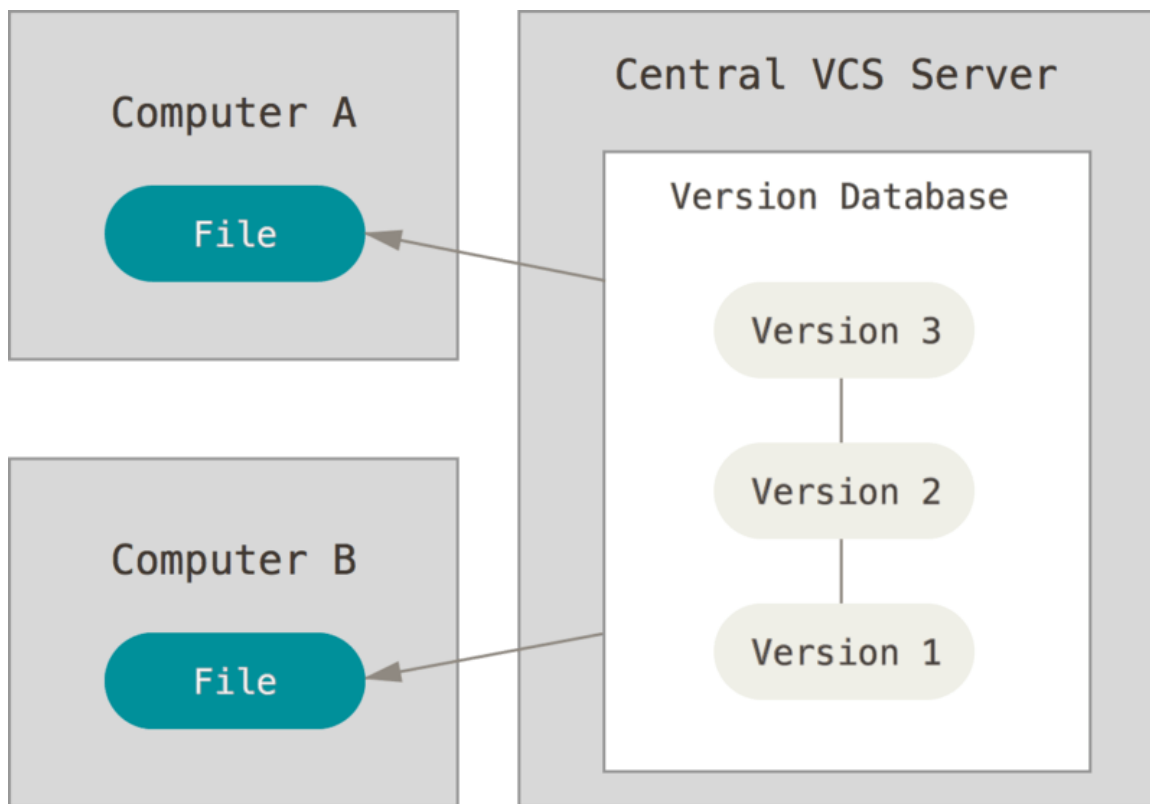 Computer A
File
Computer B
File
Central VCS Server
Version Database
Version 3
Version 2
Version 1